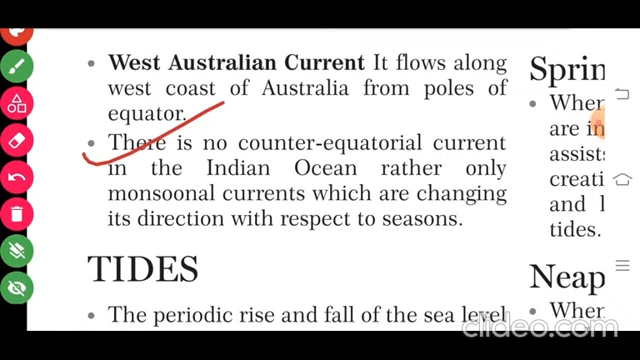 • West Australian Current It flows along
west coast of Australia from poles of
equator.
• There is no counter-equatorial current
in the Indian Ocean rather only
monsoonal currents which are changing
its direction with respect to seasons.
TIDES
• The periodic rise and fall of the sea level
Sprin
• When
are in
assists
creati
and l
tides.
Neap
• When
clideo.com